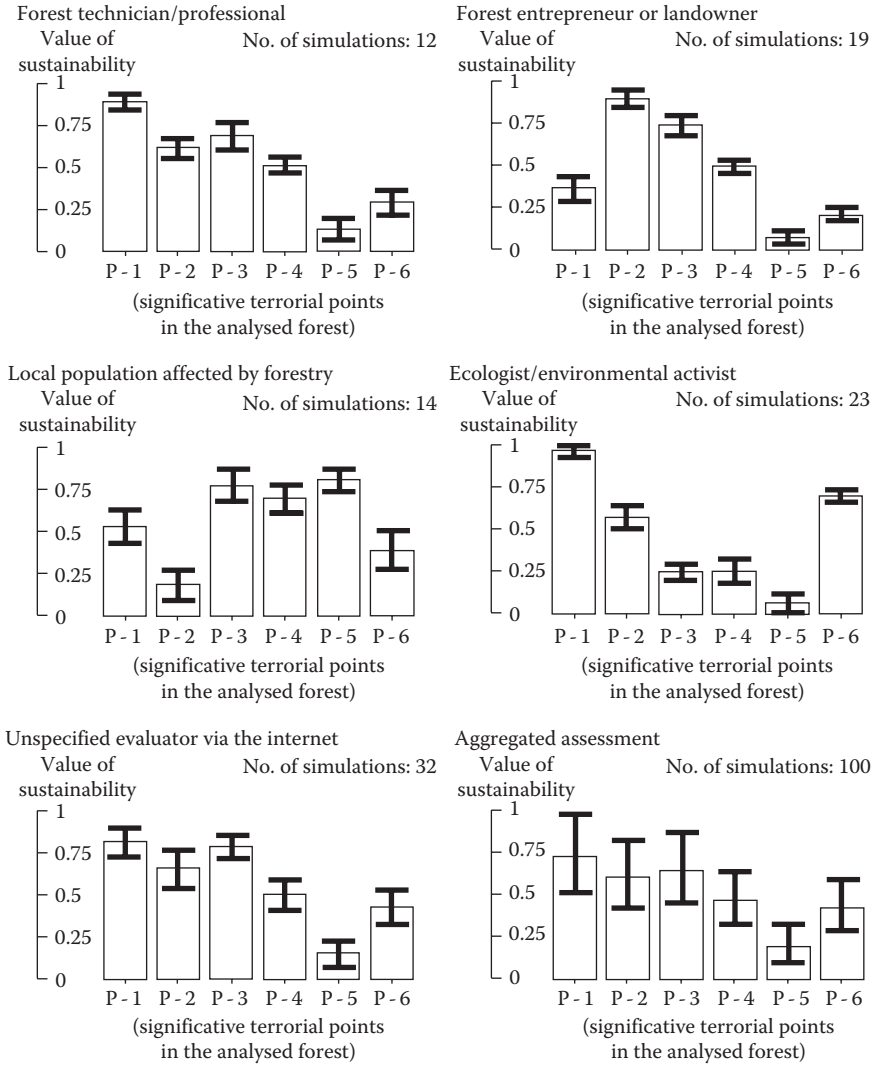 Forest technician/professional
Value of
sustainability
No. of simulations: 12
1
0.75
0.5
0.25
0
P - 1 P - 2 P - 3 P - 4 P - 5 P - 6
(significative terrorial points
in the analysed forest)
Forest entrepreneur or landowner
Value of
sustainability
No. of simulations: 19
1
0.75
0.5
0.25
0
P - 1 P - 2 P - 3 P - 4 P - 5 P - 6
(significative terrorial points
in the analysed forest)
Local population affected by forestry
Value of
sustainability
No. of simulations: 14
1
0.75
0.5
0.25
0
P - 1 P - 2 P - 3 P - 4 P - 5 P - 6
(significative terrorial points
in the analysed forest)
Ecologist/environmental activist
Value of
sustainability
No. of simulations: 23
1
0.75
0.5
0.25
0
P - 1 P - 2 P - 3 P - 4 P - 5 P - 6
(significative terrorial points
in the analysed forest)
Unspecified evaluator via the internet
Value of
sustainability
No. of simulations: 32
1
0.75
0.5
0.25
0
P - 1 P - 2 P - 3 P - 4 P - 5 P - 6
(significative terrorial points
in the analysed forest)
Aggregated assessment
Value of
sustainability
No. of simulations: 100
1
0.75
0.5
0.25
0
P - 1 P - 2 P - 3 P - 4 P - 5 P - 6
(significative terrorial points
in the analysed forest)